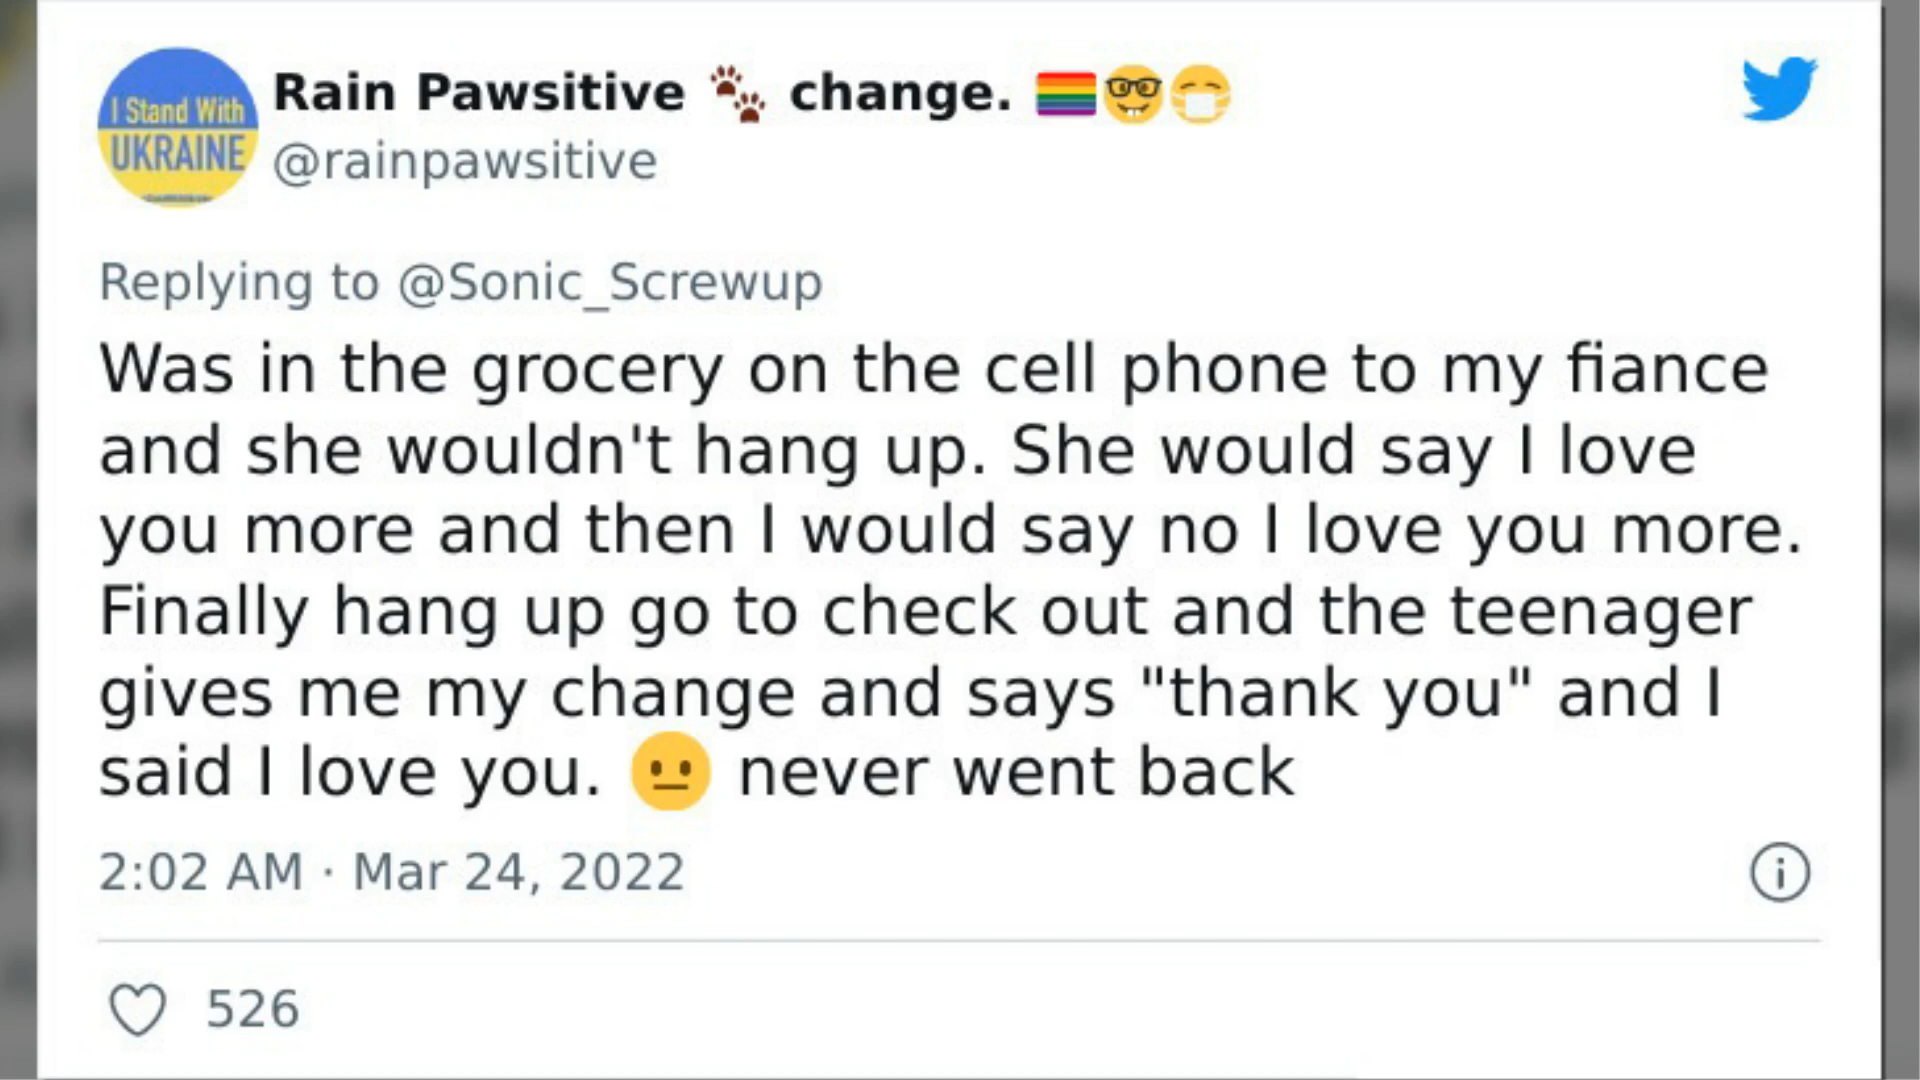 I Stand With
UKRAINE
Rain Pawsitive 🐾 change. 🏳️‍🌈🤓😷
@rainpawsitive
Replying to @Sonic_Screwup
Was in the grocery on the cell phone to my fiance
and she wouldn't hang up. She would say I love
you more and then I would say no I love you more.
Finally hang up go to check out and the teenager
gives me my change and says "thank you" and I
said I love you. 😐 never went back
2:02 AM · Mar 24, 2022
526